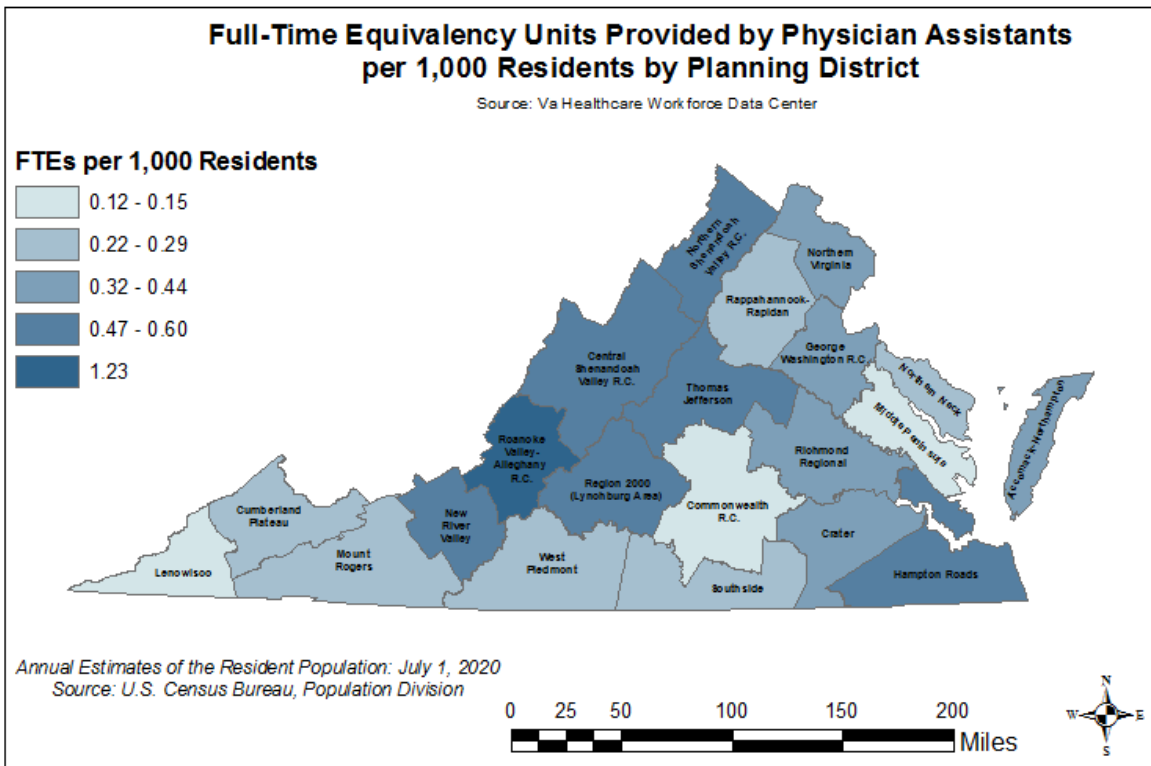 Full-Time Equivalency Units Provided by Physician Assistants
per 1,000 Residents by Planning District
Source: Va Healthcare Workforce Data Center
FTEs per 1,000 Residents
0.12 - 0.15
0.22 - 0.29
0.32 - 0.44
0.47 - 0.60
1.23
Northern
Shenandoah
Valley R.C.
Northern
Virginia
Rappahannock-
Rapidan
George
Washington R.C.
Central
Shenandoah
Valley R.C.
Northern Neck
Thomas
Jefferson
Middle Peninsula
Accomack-Northampton
Roanoke
Valley-
Alleghany
R.C.
Richmond
Regional
Region 2000
(Lynchburg Area)
Commonwealth
R.C.
Cumberland
Plateau
New
River
Valley
Crater
Mount
Rogers
West
Piedmont
Lenowisco
Southside
Hampton Roads
Annual Estimates of the Resident Population: July 1, 2020
Source: U.S. Census Bureau, Population Division
0 25 50 100 150 200
Miles
N
W E
S